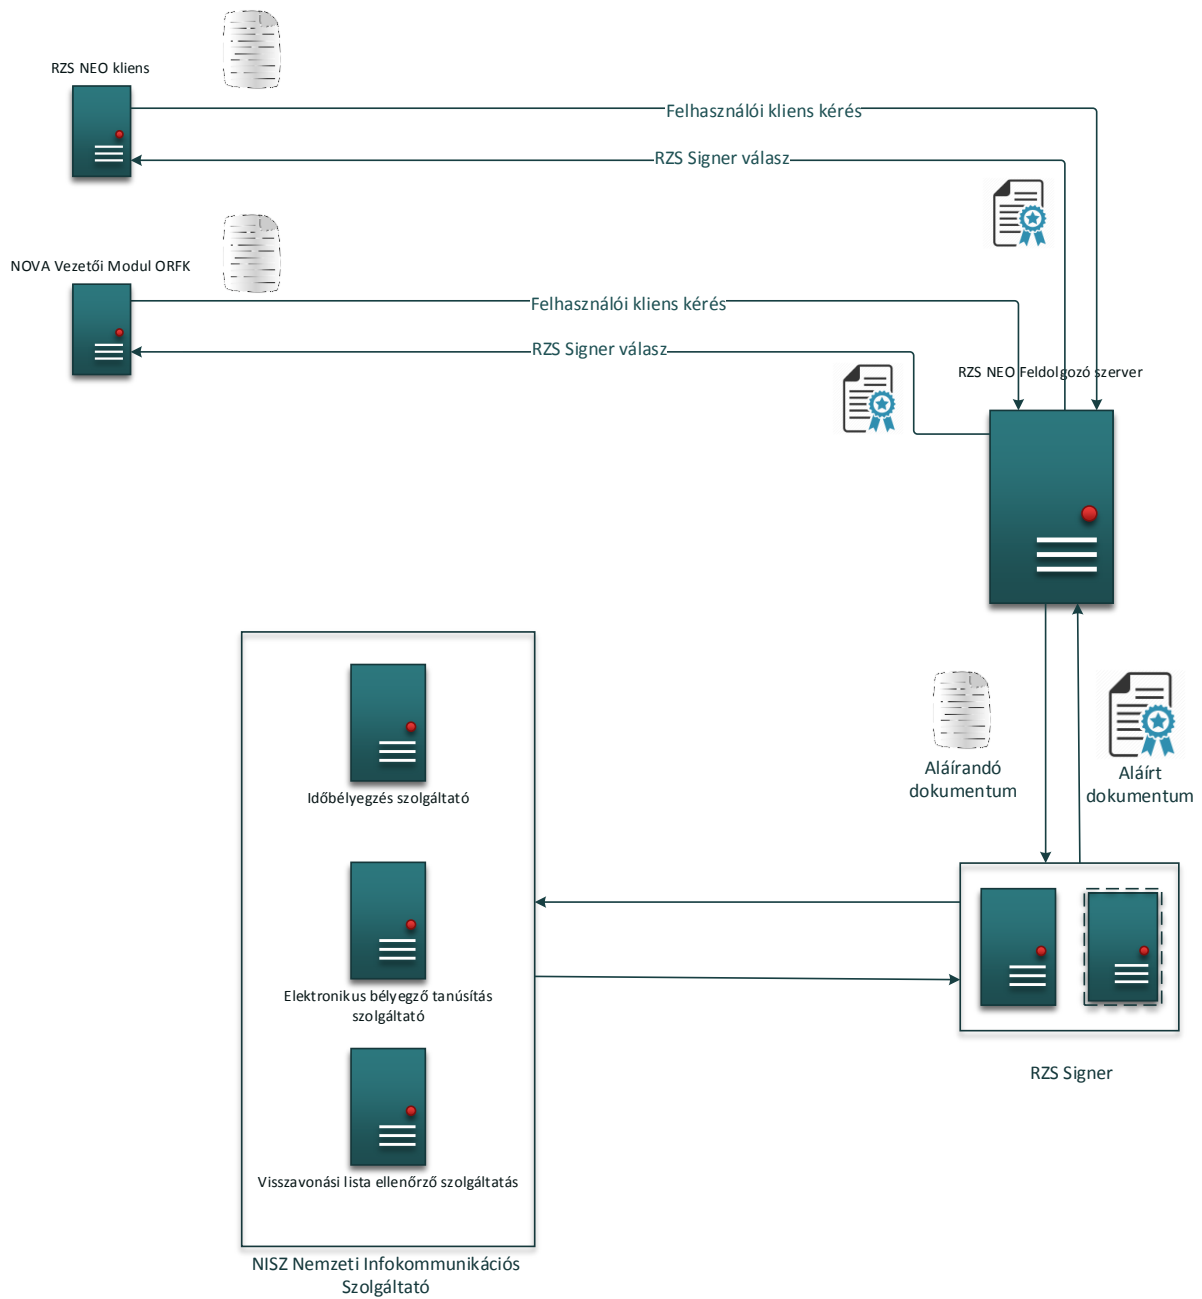 RZS NEO kliens
Felhasználói kliens kérés
RZS Signer válasz
NOVA Vezetői Modul ORFK
Felhasználói kliens kérés
RZS Signer válasz
RZS NEO Feldolgozó szerver
Aláírandó
dokumentum
Aláírt
dokumentum
Időbélyegzés szolgáltató
Elektronikus bélyegző tanúsítás
szolgáltató
RZS Signer
Visszavonási lista ellenőrző szolgáltatás
NISZ Nemzeti Infokommunikációs
Szolgáltató